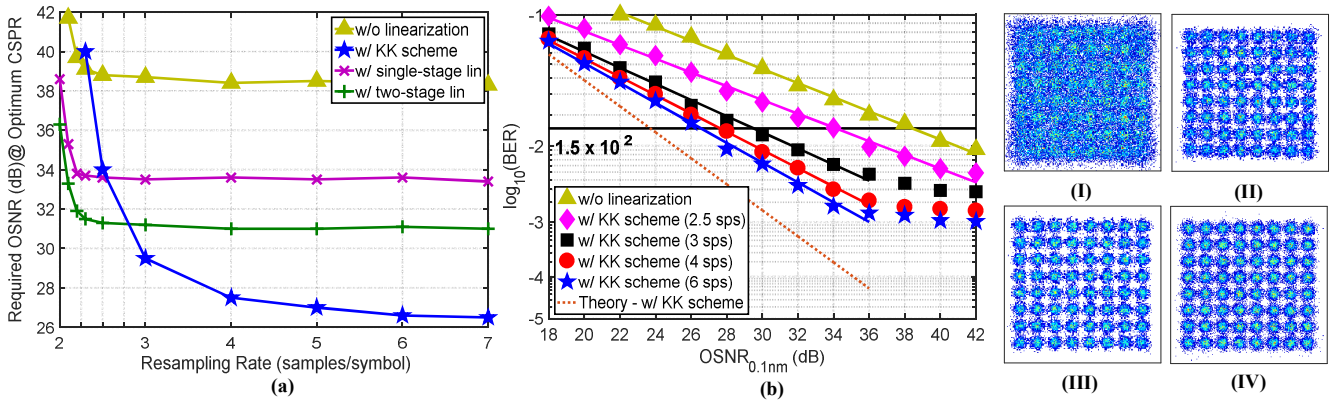 42
40
38
36
34
32
30
28
26
Required OSNR (dB)@ Optimum CSPR
w/o linearization
w/ KK scheme
w/ single-stage lin
w/ two-stage lin
2 3 4 5 6 7
Resampling Rate (samples/symbol)
(a)
-1
-2
-3
-4
-5
log10(BER)
1.5 x 10^2
w/o linearization
w/ KK scheme (2.5 sps)
w/ KK scheme (3 sps)
w/ KK scheme (4 sps)
w/ KK scheme (6 sps)
Theory - w/ KK scheme
18 20 22 24 26 28 30 32 34 36 38 40 42
OSNR0.1nm (dB)
(b)
(I)
(II)
(III)
(IV)